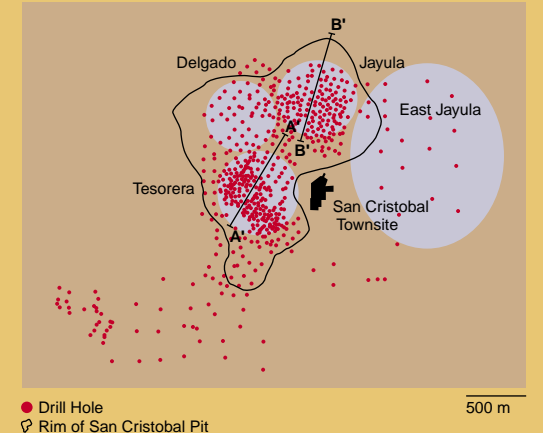 B'
Delgado
Jayula
East Jayula
A'
B'
Tesorera
San Cristobal
Townsite
A'
Drill Hole
500 m
Rim of San Cristobal Pit